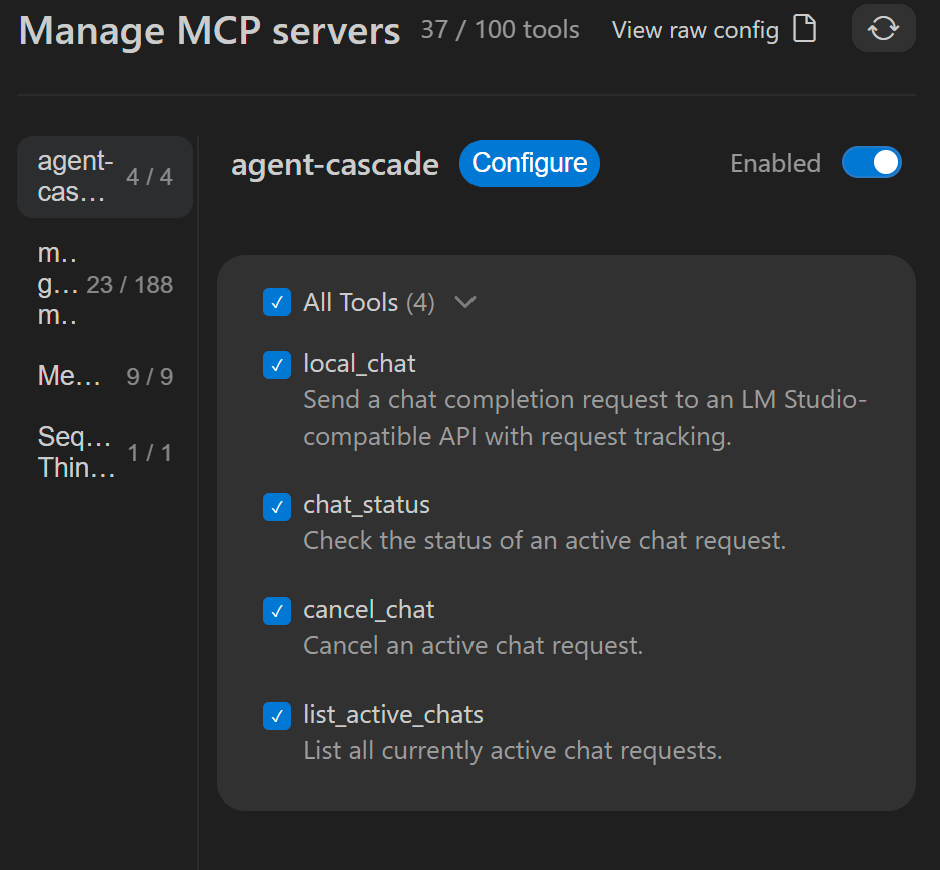 Manage MCP servers 37 / 100 tools View raw config
agent-
cas... 4 / 4
m..
g... 23 / 188
m..
Me... 9 / 9
Seq...
Thin... 1 / 1
agent-cascade Configure Enabled
All Tools (4)
local_chat
Send a chat completion request to an LM Studio-
compatible API with request tracking.
chat_status
Check the status of an active chat request.
cancel_chat
Cancel an active chat request.
list_active_chats
List all currently active chat requests.